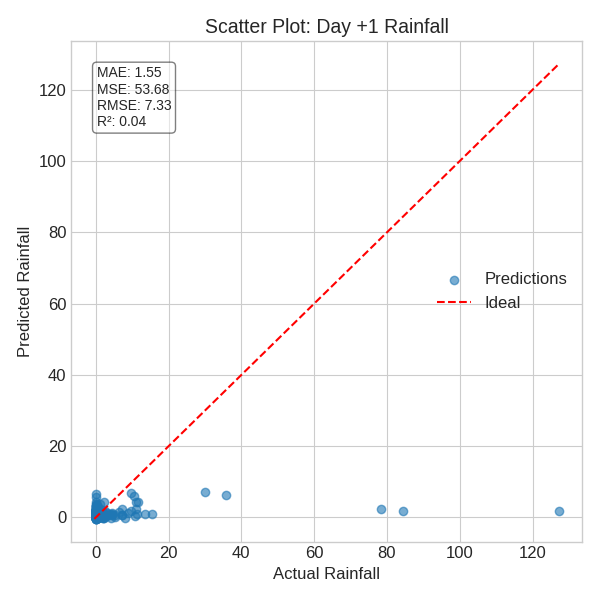 Scatter Plot: Day +1 Rainfall
MAE: 1.55
MSE: 53.68
RMSE: 7.33
R²: 0.04
Predicted Rainfall
120
100
80
60
40
20
0
Predictions
Ideal
0 20 40 60 80 100 120
Actual Rainfall